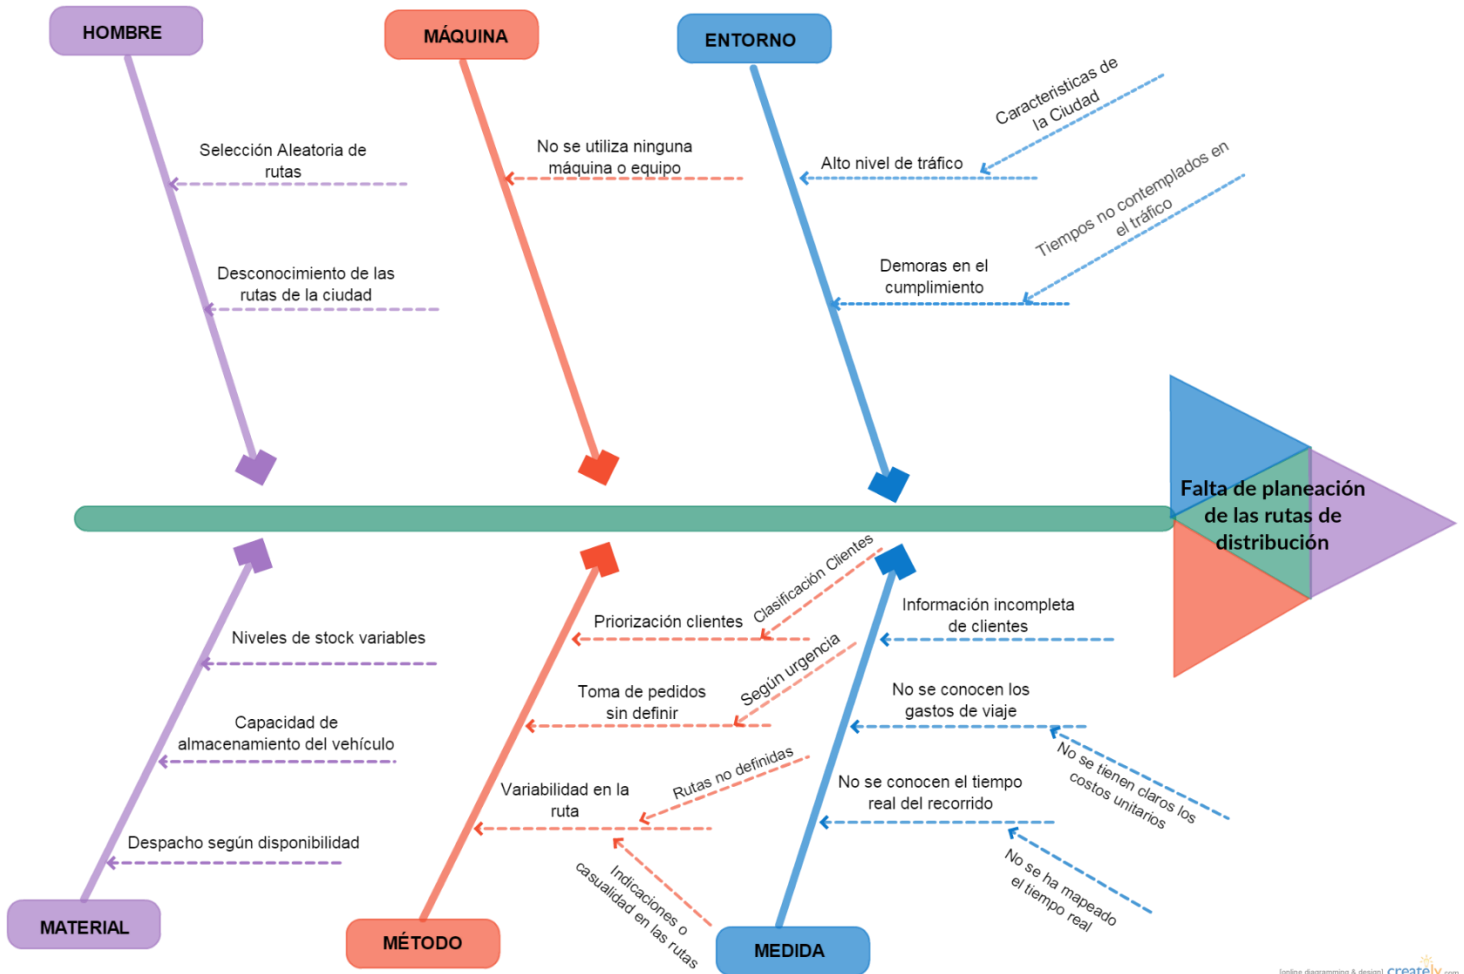 HOMBRE
MÁQUINA
ENTORNO
Selección Aleatoria de
rutas
Desconocimiento de las
rutas de la ciudad
No se utiliza ninguna
máquina o equipo
Características de
la Ciudad
Alto nivel de tráfico
Tiempos no contemplados en
el tráfico
Demoras en el
cumplimiento
Falta de planeación
de las rutas de
distribución
Niveles de stock variables
Capacidad de
almacenamiento del vehículo
Despacho según disponibilidad
MATERIAL
Clasificación Clientes
Priorización clientes
Según urgencia
Toma de pedidos
sin definir
Rutas no definidas
Variabilidad en la
ruta
Indicaciones o
casualidad en las rutas
MÉTODO
Información incompleta
de clientes
No se conocen los
gastos de viaje
No se tienen claros los
costos unitarios
No se conocen el tiempo
real del recorrido
No se ha mapeado
el tiempo real
MEDIDA
[online diagramming & design] creately.com